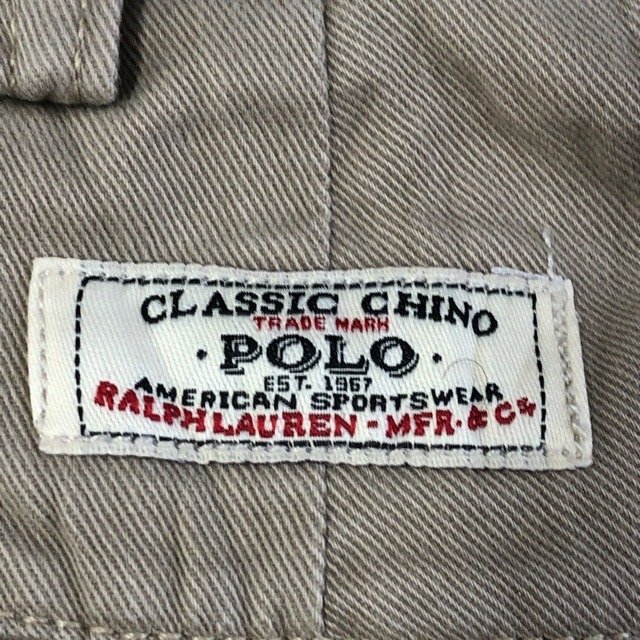 CLASSIC CHINO
TRADE MARK
· POLO ·
EST. 1967
AMERICAN SPORTSWEAR
RALPH LAUREN - MFR. & Co